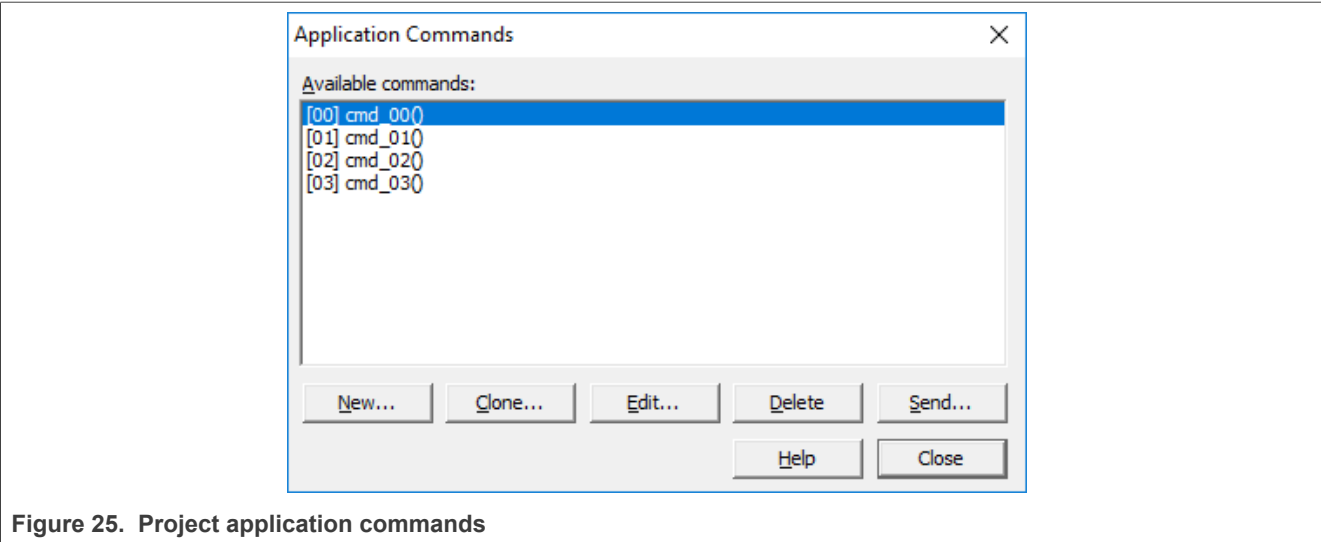 Application Commands
Available commands:
[00] cmd_00()
[01] cmd_01()
[02] cmd_02()
[03] cmd_03()
New... Clone... Edit... Delete Send...
Help Close
Figure 25. Project application commands